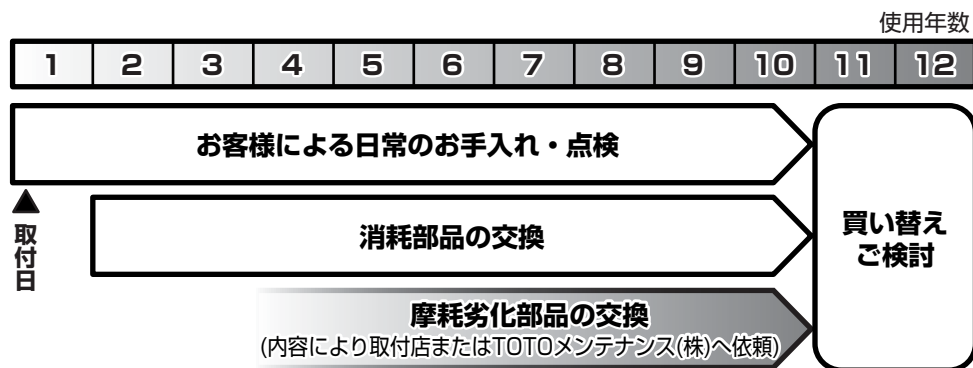 使用年数
1 2 3 4 5 6 7 8 9 10 11 12
お客様による日常のお手入れ・点検
取付日
消耗部品の交換
摩耗劣化部品の交換
(内容により取付店またはTOTOメンテナンス(株)へ依頼)
買い替え
ご検討